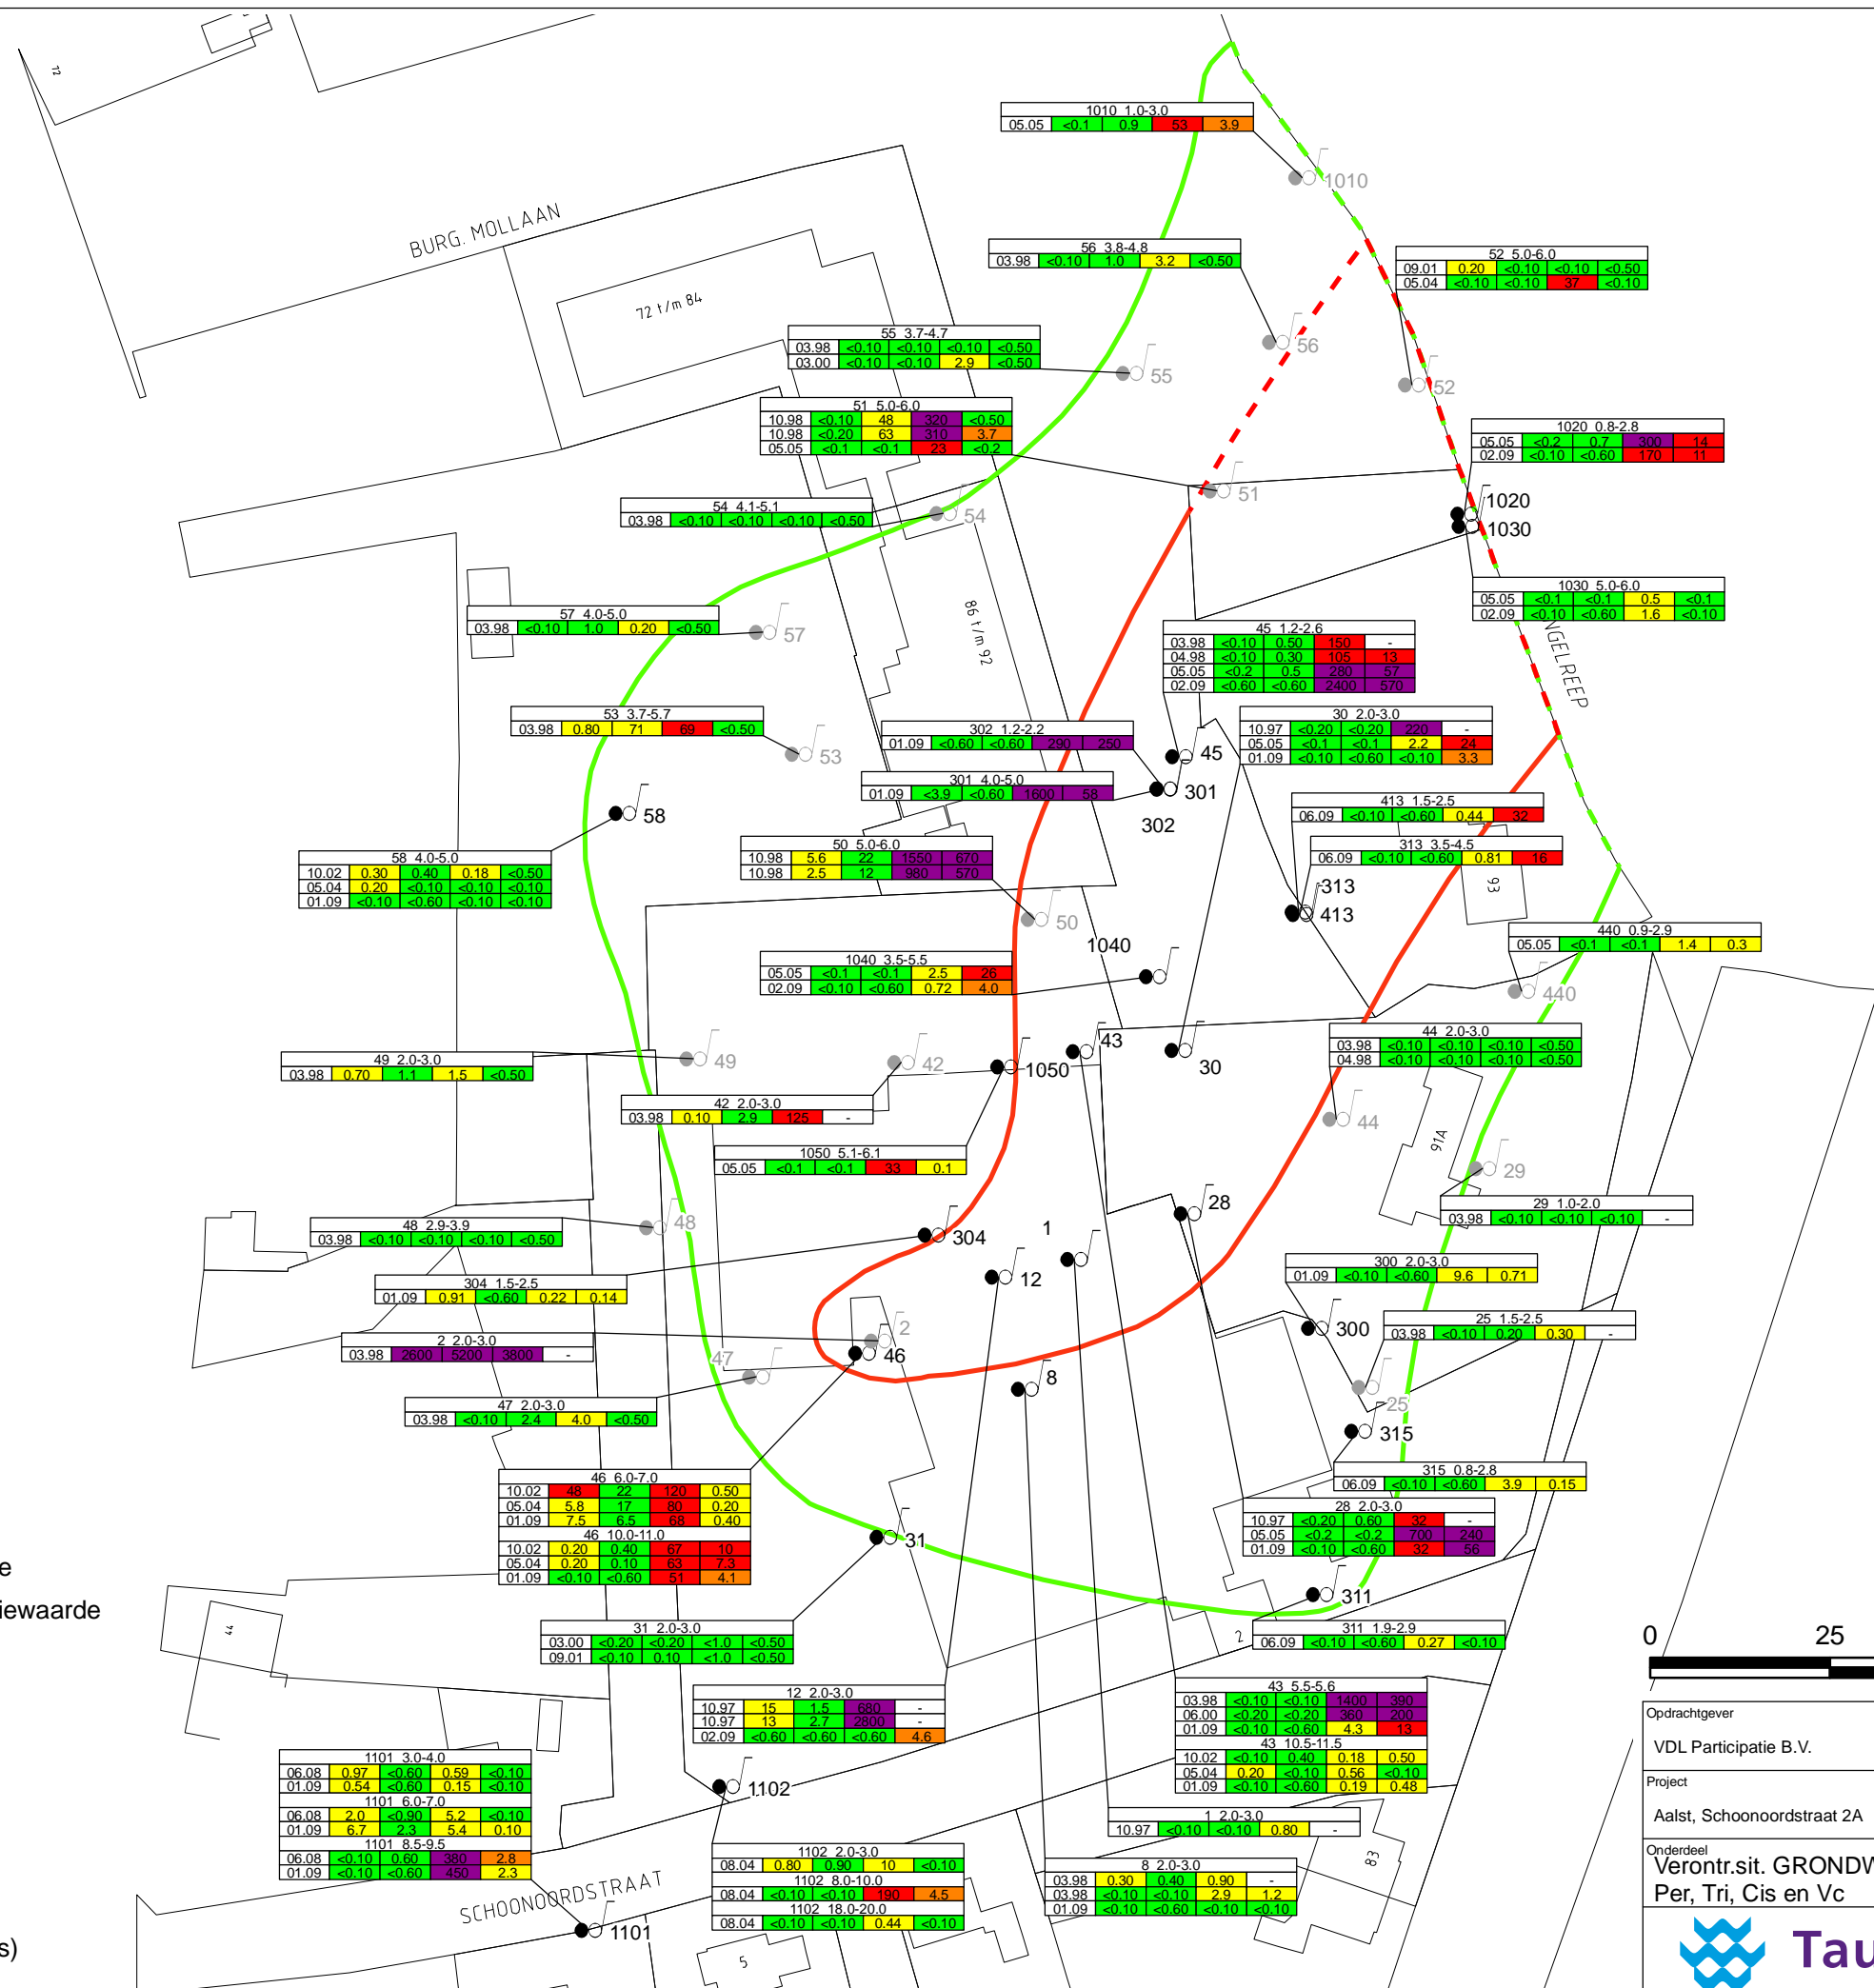 72
BURG. MOLLAAN
72 t/m 84
1010 1.0-3.0
05.05 <0.1 0.9 53 3.9
1010
56 3.8-4.8
03.98 <0.10 1.0 3.2 <0.50
56
52 5.0-6.0
09.01 0.20 <0.10 <0.10 <0.50
05.04 <0.10 <0.10 37 <0.10
52
55 3.7-4.7
03.98 <0.10 <0.10 <0.10 <0.50
03.00 <0.10 <0.10 2.9 <0.50
55
51 5.0-6.0
10.98 <0.10 48 320 <0.50
10.98 <0.20 63 310 3.7
05.05 <0.1 <0.1 23 <0.2
51
1020 0.8-2.8
05.05 <0.2 0.7 300 14
02.09 <0.10 <0.60 170 11
1020
1030
54 4.1-5.1
03.98 <0.10 <0.10 <0.10 <0.50
54
1030 5.0-6.0
05.05 <0.1 <0.1 0.5 <0.1
02.09 <0.10 <0.60 1.6 <0.10
NGELREEP
57 4.0-5.0
03.98 <0.10 1.0 0.20 <0.50
57
86 t/m 92
45 1.2-2.6
03.98 <0.10 0.50 150 -
04.98 <0.10 0.30 105 13
05.05 <0.2 0.5 280 57
02.09 <0.60 <0.60 2400 570
45
53 3.7-5.7
03.98 0.80 71 69 <0.50
53
302 1.2-2.2
01.09 <0.60 <0.60 290 250
30 2.0-3.0
10.97 <0.20 <0.20 220 -
05.05 <0.1 <0.1 2.2 24
01.09 <0.10 <0.60 <0.10 3.3
301 4.0-5.0
01.09 <3.9 <0.60 1600 58
301
302
58
413 1.5-2.5
06.09 <0.10 <0.60 0.44 32
313 3.5-4.5
06.09 <0.10 <0.60 0.81 16
313
413
93
58 4.0-5.0
10.02 0.30 0.40 0.18 <0.50
05.04 0.20 <0.10 <0.10 <0.10
01.09 <0.10 <0.60 <0.10 <0.10
50 5.0-6.0
10.98 5.6 22 1550 670
10.98 2.5 12 980 570
50
440 0.9-2.9
05.05 <0.1 <0.1 1.4 0.3
440
1040
1040 3.5-5.5
05.05 <0.1 <0.1 2.5 26
02.09 <0.10 <0.60 0.72 4.0
44 2.0-3.0
03.98 <0.10 <0.10 <0.10 <0.50
04.98 <0.10 <0.10 <0.10 <0.50
44
49 2.0-3.0
03.98 0.70 1.1 1.5 <0.50
49
42
1050
43
30
42 2.0-3.0
03.98 0.10 2.9 125 -
1050 5.1-6.1
05.05 <0.1 <0.1 33 0.1
91A
29
29 1.0-2.0
03.98 <0.10 <0.10 <0.10 -
48 2.9-3.9
03.98 <0.10 <0.10 <0.10 <0.50
48
304
28
1
12
304 1.5-2.5
01.09 0.91 <0.60 0.22 0.14
300 2.0-3.0
01.09 <0.10 <0.60 9.6 0.71
300
25 1.5-2.5
03.98 <0.10 0.20 0.30 -
25
2 2.0-3.0
03.98 2600 5200 3800 -
2
46
47
8
47 2.0-3.0
03.98 <0.10 2.4 4.0 <0.50
315
315 0.8-2.8
06.09 <0.10 <0.60 3.9 0.15
46 6.0-7.0
10.02 48 22 120 0.50
05.04 5.8 17 80 0.20
01.09 7.5 6.5 68 0.40
46 10.0-11.0
10.02 0.20 0.40 67 10
05.04 0.20 0.10 63 7.3
01.09 <0.10 <0.60 51 4.1
28 2.0-3.0
10.97 <0.20 0.60 32 -
05.05 <0.2 <0.2 700 240
01.09 <0.10 <0.60 32 56
31
311
e
iewaarde
44
31 2.0-3.0
03.00 <0.20 <0.20 <1.0 <0.50
09.01 <0.10 0.10 <1.0 <0.50
2
311 1.9-2.9
06.09 <0.10 <0.60 0.27 <0.10
0 25
12 2.0-3.0
10.97 15 1.5 680 -
10.97 13 2.7 2800 -
02.09 <0.60 <0.60 <0.60 4.6
43 5.5-5.6
03.98 <0.10 <0.10 1400 390
06.00 <0.20 <0.20 360 200
01.09 <0.10 <0.60 4.3 13
43 10.5-11.5
10.02 <0.10 0.40 0.18 0.50
05.04 0.20 <0.10 0.56 <0.10
01.09 <0.10 <0.60 0.19 0.48
Opdrachtgever
VDL Participatie B.V.
Project
Aalst, Schoonoordstraat 2A
Onderdeel
Verontr.sit. GRONDW
Per, Tri, Cis en Vc
Tau
1101 3.0-4.0
06.08 0.97 <0.60 0.59 <0.10
01.09 0.54 <0.60 0.15 <0.10
1101 6.0-7.0
06.08 2.0 <0.90 5.2 <0.10
01.09 6.7 2.3 5.4 0.10
1101 8.5-9.5
06.08 <0.10 0.60 380 2.8
01.09 <0.10 <0.60 450 2.3
1102
1 2.0-3.0
10.97 <0.10 <0.10 0.80 -
1102 2.0-3.0
08.04 0.80 0.90 10 <0.10
1102 8.0-10.0
08.04 <0.10 <0.10 190 4.5
1102 18.0-20.0
08.04 <0.10 <0.10 0.44 <0.10
8 2.0-3.0
03.98 0.30 0.40 0.90 -
03.98 <0.10 <0.10 2.9 1.2
01.09 <0.10 <0.60 <0.10 <0.10
83
SCHOONOORDSTRAAT
1101
5
s)